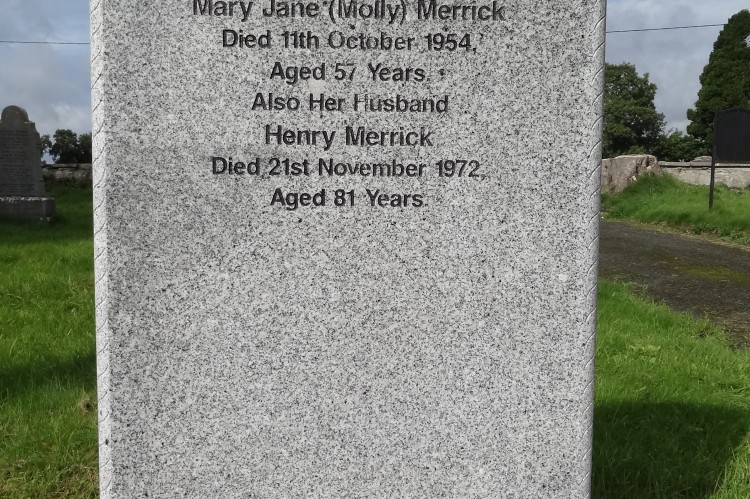 Mary Jane (Molly) Merrick
Died 11th October 1954,
Aged 57 Years.
Also Her Husband
Henry Merrick
Died 21st November 1972,
Aged 81 Years.